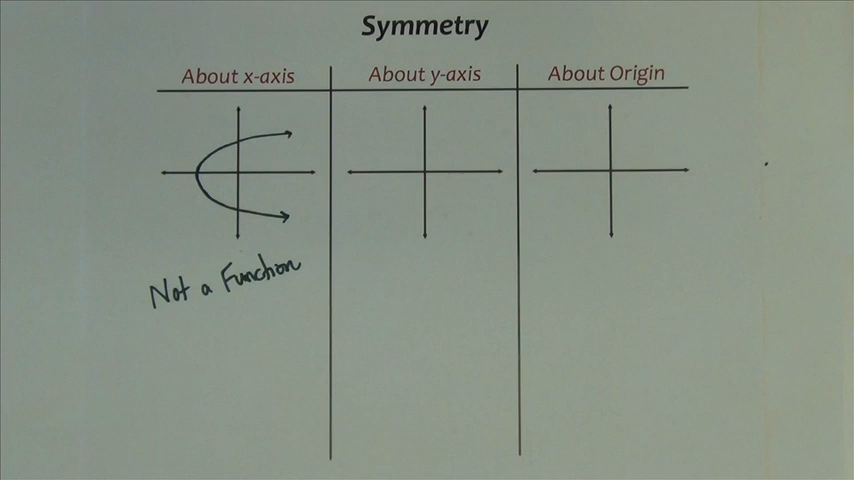 Symmetry
About x-axis
About y-axis
About Origin
Not a Function